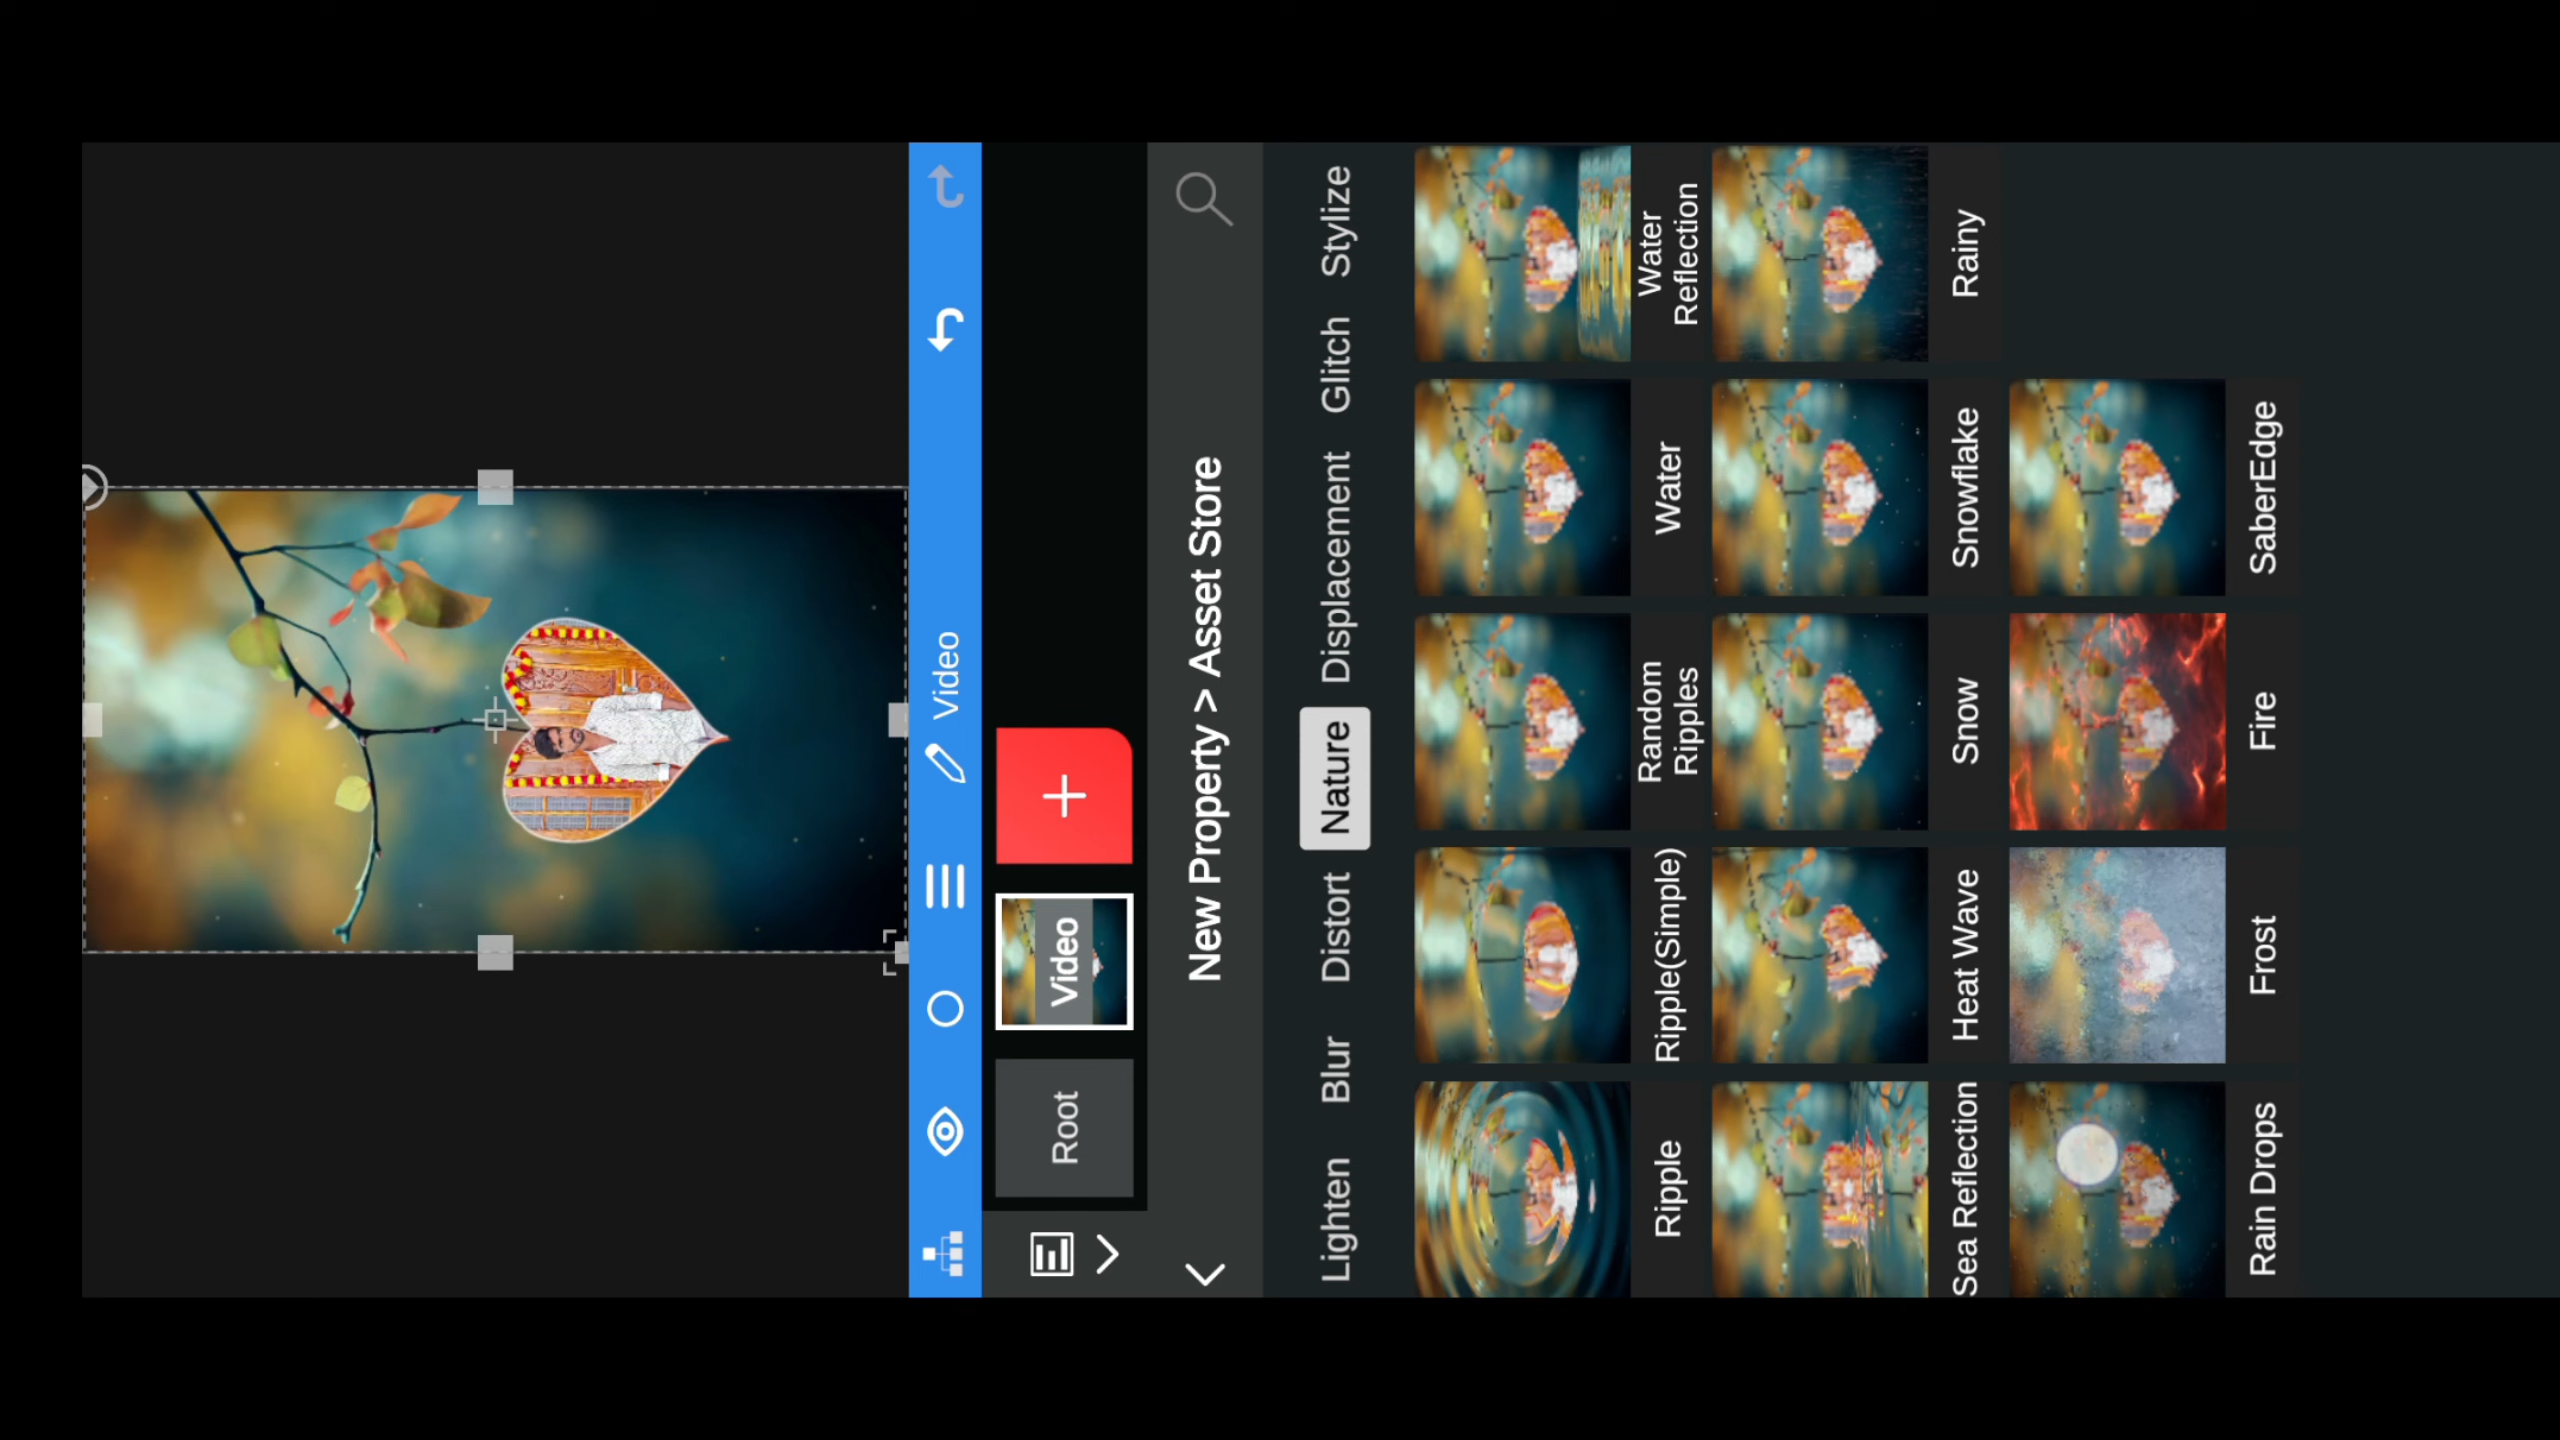 Video
Root
Video
New Property > Asset Store
Lighten
Blur
Distort
Nature
Displacement
Glitch
Stylize
Ripple
Ripple(Simple)
Random
Ripples
Water
Water
Reflection
Sea Reflection
Heat Wave
Snow
Snowflake
Rainy
Rain Drops
Frost
Fire
SaberEdge